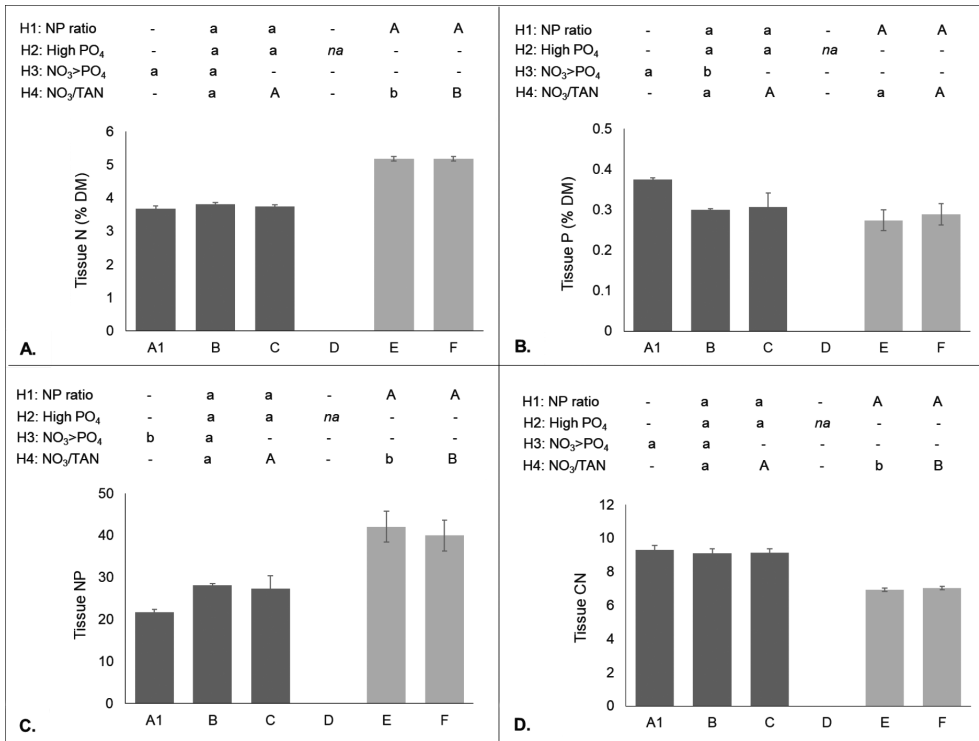 H1: NP ratio - a a - A A
H2: High PO₄ - a a na - -
H3: NO₃>PO₄ a a - - - -
H4: NO₃/TAN - a A - b B
6
5
4
3
2
1
0
Tissue N (% DM)
A1 B C D E F
A.
H1: NP ratio - a a - A A
H2: High PO₄ - a a na - -
H3: NO₃>PO₄ a b - - - -
H4: NO₃/TAN - a A - a A
0.5
0.4
0.3
0.2
0.1
0
Tissue P (% DM)
A1 B C D E F
B.
H1: NP ratio - a a - A A
H2: High PO₄ - a a na - -
H3: NO₃>PO₄ b a - - - -
H4: NO₃/TAN - a A - b B
50
40
30
20
10
0
Tissue NP
A1 B C D E F
C.
H1: NP ratio - a a - A A
H2: High PO₄ - a a na - -
H3: NO₃>PO₄ a a - - - -
H4: NO₃/TAN - a A - b B
12
10
8
6
4
2
0
Tissue CN
A1 B C D E F
D.